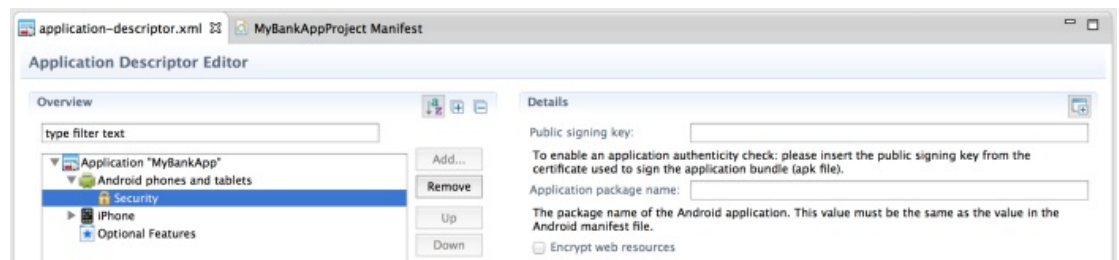 application-descriptor.xml MyBankAppProject Manifest
Application Descriptor Editor
Overview
type filter text
Application "MyBankApp"
Android phones and tablets
Security
iPhone
Optional Features
Add...
Remove
Up
Down
Details
Public signing key:
To enable an application authenticity check: please insert the public signing key from the
certificate used to sign the application bundle (apk file).
Application package name:
The package name of the Android application. This value must be the same as the value in the
Android manifest file.
Encrypt web resources